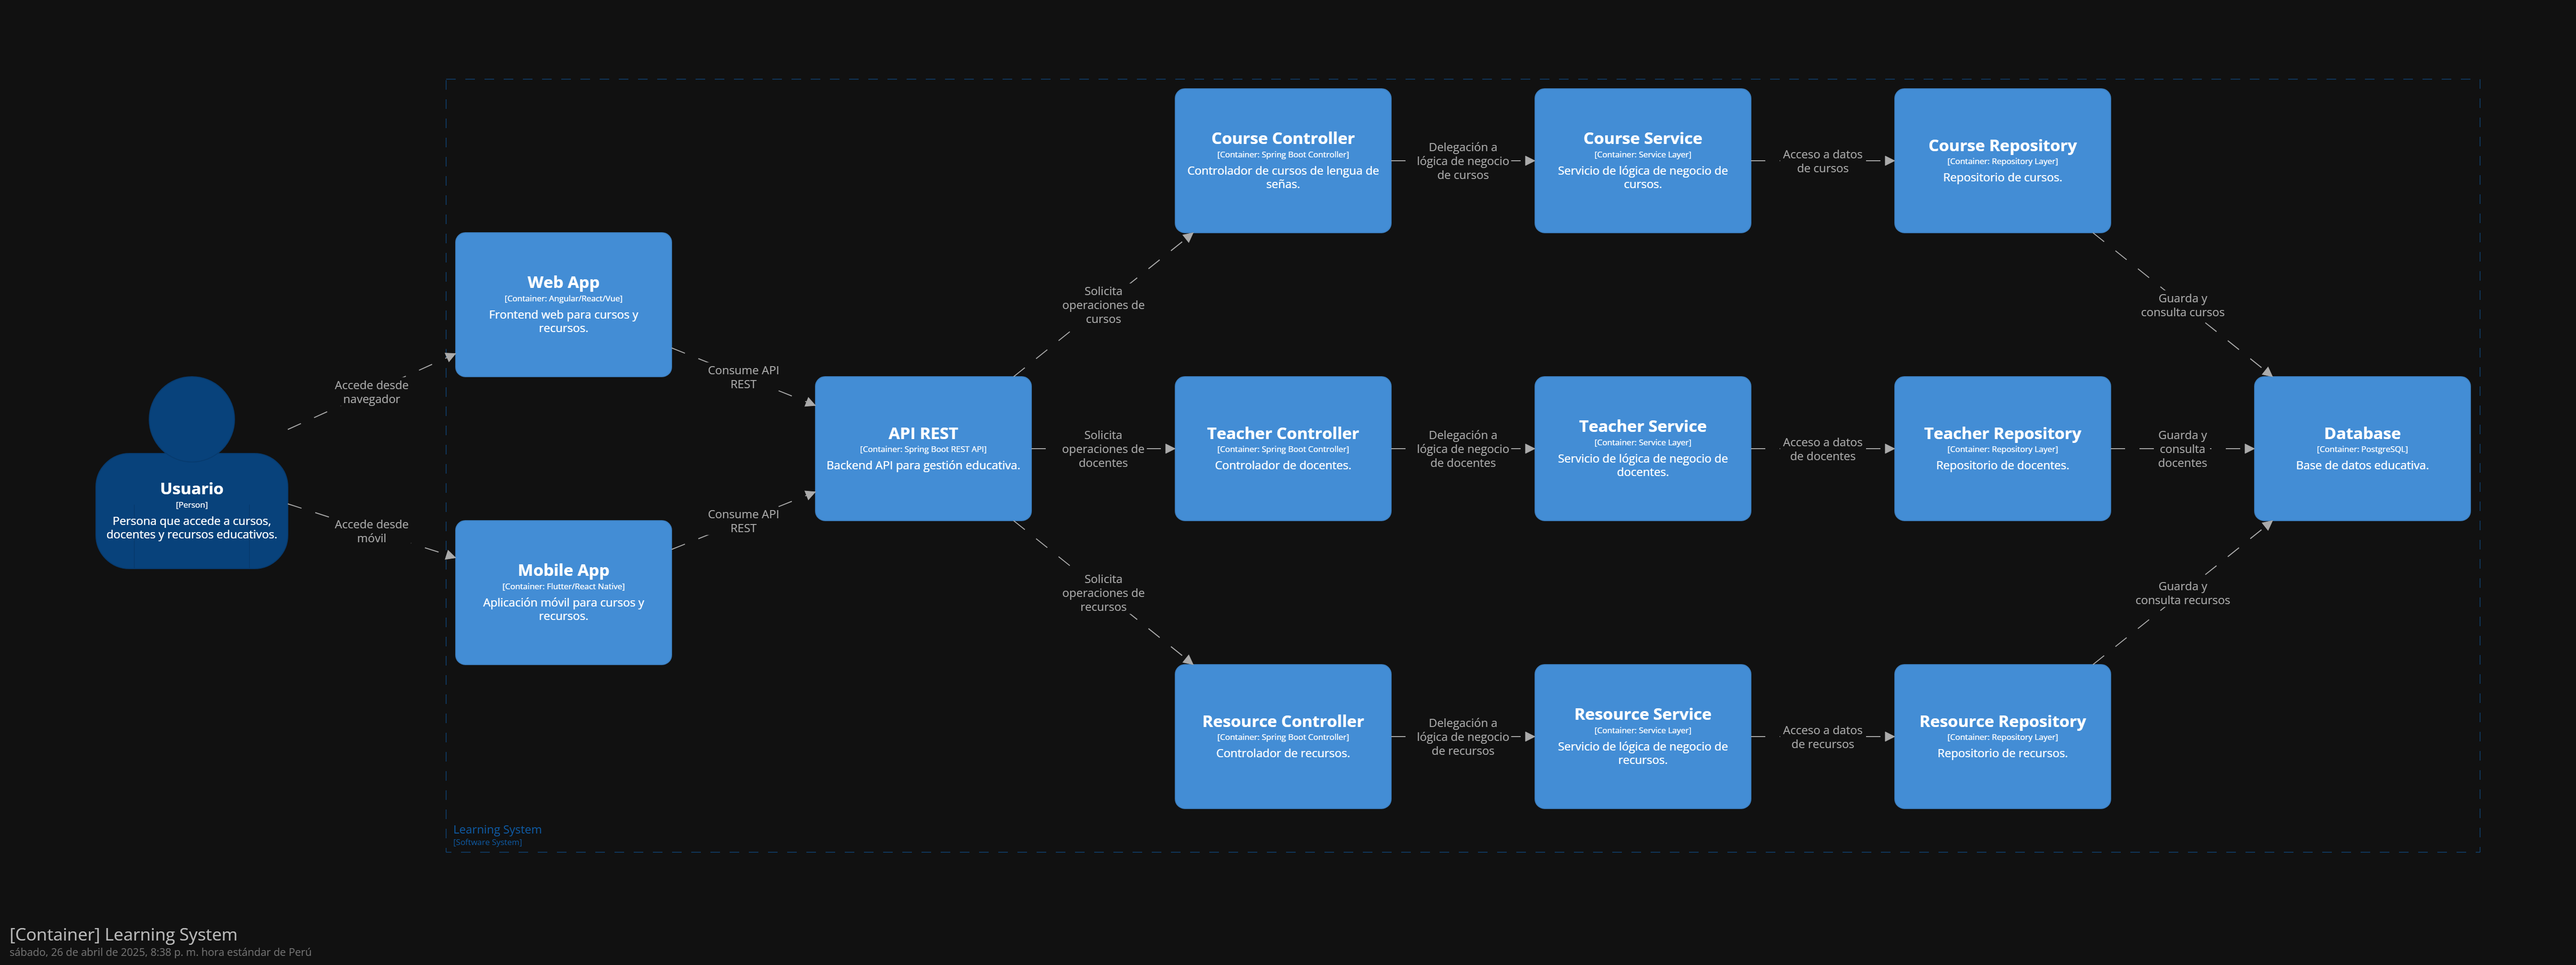 Usuario
[Person]
Persona que accede a cursos,
docentes y recursos educativos.
Accede desde
navegador
Accede desde
móvil
Web App
[Container: Angular/React/Vue]
Frontend web para cursos y
recursos.
Mobile App
[Container: Flutter/React Native]
Aplicación móvil para cursos y
recursos.
Consume API
REST
Consume API
REST
API REST
[Container: Spring Boot REST API]
Backend API para gestión educativa.
Solicita
operaciones de
cursos
Solicita
operaciones de
docentes
Solicita
operaciones de
recursos
Course Controller
[Container: Spring Boot Controller]
Controlador de cursos de lengua de
señas.
Delegación a
lógica de negocio
de cursos
Course Service
[Container: Service Layer]
Servicio de lógica de negocio de
cursos.
Acceso a datos
de cursos
Course Repository
[Container: Repository Layer]
Repositorio de cursos.
Guarda y
consulta cursos
Teacher Controller
[Container: Spring Boot Controller]
Controlador de docentes.
Delegación a
lógica de negocio
de docentes
Teacher Service
[Container: Service Layer]
Servicio de lógica de negocio de
docentes.
Acceso a datos
de docentes
Teacher Repository
[Container: Repository Layer]
Repositorio de docentes.
Guarda y
consulta
docentes
Database
[Container: PostgreSQL]
Base de datos educativa.
Resource Controller
[Container: Spring Boot Controller]
Controlador de recursos.
Delegación a
lógica de negocio
de recursos
Resource Service
[Container: Service Layer]
Servicio de lógica de negocio de
recursos.
Acceso a datos
de recursos
Resource Repository
[Container: Repository Layer]
Repositorio de recursos.
Guarda y
consulta recursos
Learning System
[Software System]
[Container] Learning System
sábado, 26 de abril de 2025, 8:38 p. m. hora estándar de Perú